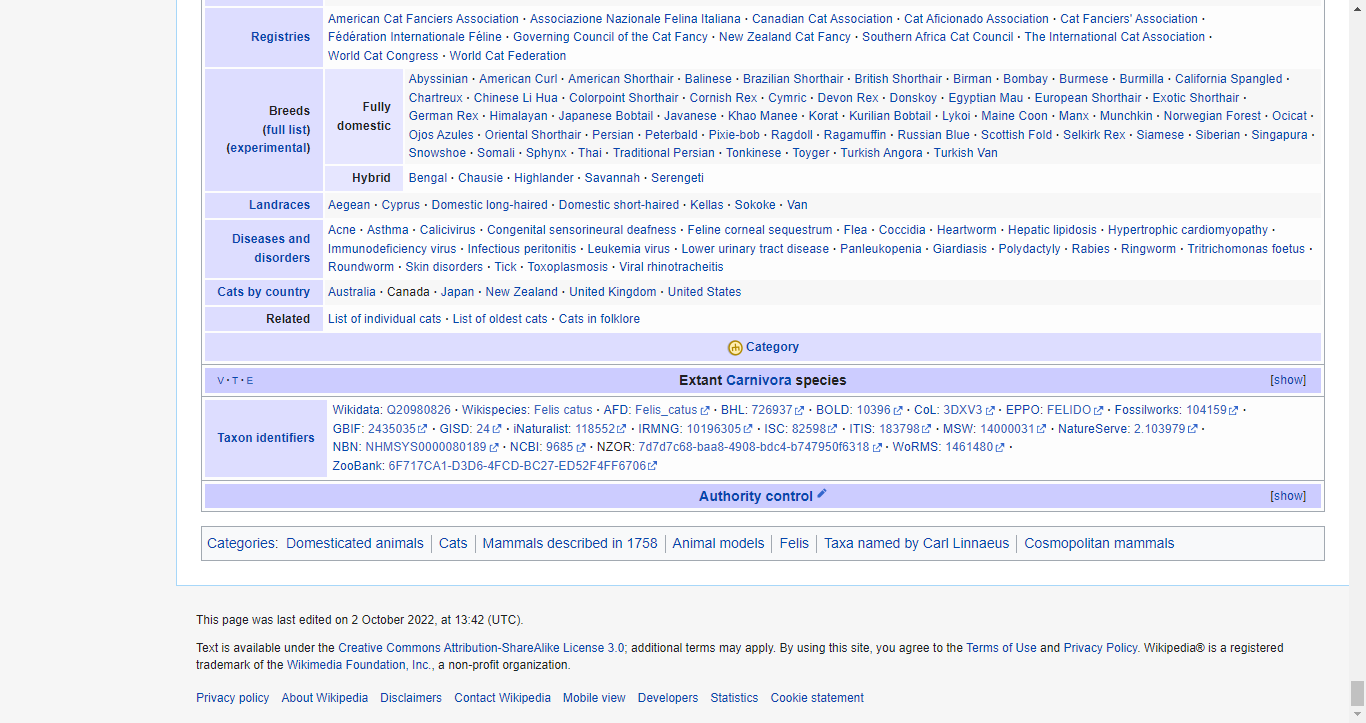 Registries
American Cat Fanciers Association · Associazione Nazionale Felina Italiana · Canadian Cat Association · Cat Aficionado Association · Cat Fanciers' Association ·
Fédération Internationale Féline · Governing Council of the Cat Fancy · New Zealand Cat Fancy · Southern Africa Cat Council · The International Cat Association ·
World Cat Congress · World Cat Federation
Breeds
(full list)
(experimental)
Fully
domestic
Abyssinian · American Curl · American Shorthair · Balinese · Brazilian Shorthair · British Shorthair · Birman · Bombay · Burmese · Burmilla · California Spangled ·
Chartreux · Chinese Li Hua · Colorpoint Shorthair · Cornish Rex · Cymric · Devon Rex · Donskoy · Egyptian Mau · European Shorthair · Exotic Shorthair ·
German Rex · Himalayan · Japanese Bobtail · Javanese · Khao Manee · Korat · Kurilian Bobtail · Lykoi · Maine Coon · Manx · Munchkin · Norwegian Forest · Ocicat ·
Ojos Azules · Oriental Shorthair · Persian · Peterbald · Pixie-bob · Ragdoll · Ragamuffin · Russian Blue · Scottish Fold · Selkirk Rex · Siamese · Siberian · Singapura ·
Snowshoe · Somali · Sphynx · Thai · Traditional Persian · Tonkinese · Toyger · Turkish Angora · Turkish Van
Hybrid
Bengal · Chausie · Highlander · Savannah · Serengeti
Landraces
Aegean · Cyprus · Domestic long-haired · Domestic short-haired · Kellas · Sokoke · Van
Diseases and
disorders
Acne · Asthma · Calicivirus · Congenital sensorineural deafness · Feline corneal sequestrum · Flea · Coccidia · Heartworm · Hepatic lipidosis · Hypertrophic cardiomyopathy ·
Immunodeficiency virus · Infectious peritonitis · Leukemia virus · Lower urinary tract disease · Panleukopenia · Giardiasis · Polydactyly · Rabies · Ringworm · Tritrichomonas foetus ·
Roundworm · Skin disorders · Tick · Toxoplasmosis · Viral rhinotracheitis
Cats by country
Australia · Canada · Japan · New Zealand · United Kingdom · United States
Related
List of individual cats · List of oldest cats · Cats in folklore
Category
V · T · E
Extant Carnivora species
[show]
Taxon identifiers
Wikidata: Q20980826 · Wikispecies: Felis catus · AFD: Felis_catus · BHL: 726937 · BOLD: 10396 · CoL: 3DXV3 · EPPO: FELIDO · Fossilworks: 104159 ·
GBIF: 2435035 · GISD: 24 · iNaturalist: 118552 · IRMNG: 10196305 · ISC: 82598 · ITIS: 183798 · MSW: 14000031 · NatureServe: 2.103979 ·
NBN: NHMSYS0000080189 · NCBI: 9685 · NZOR: 7d7d7c68-baa8-4908-bdc4-b747950f6318 · WoRMS: 1461480 ·
ZooBank: 6F717CA1-D3D6-4FCD-BC27-ED52F4FF6706
Authority control
[show]
Categories: Domesticated animals | Cats | Mammals described in 1758 | Animal models | Felis | Taxa named by Carl Linnaeus | Cosmopolitan mammals
This page was last edited on 2 October 2022, at 13:42 (UTC).
Text is available under the Creative Commons Attribution-ShareAlike License 3.0; additional terms may apply. By using this site, you agree to the Terms of Use and Privacy Policy. Wikipedia® is a registered
trademark of the Wikimedia Foundation, Inc., a non-profit organization.
Privacy policy About Wikipedia Disclaimers Contact Wikipedia Mobile view Developers Statistics Cookie statement